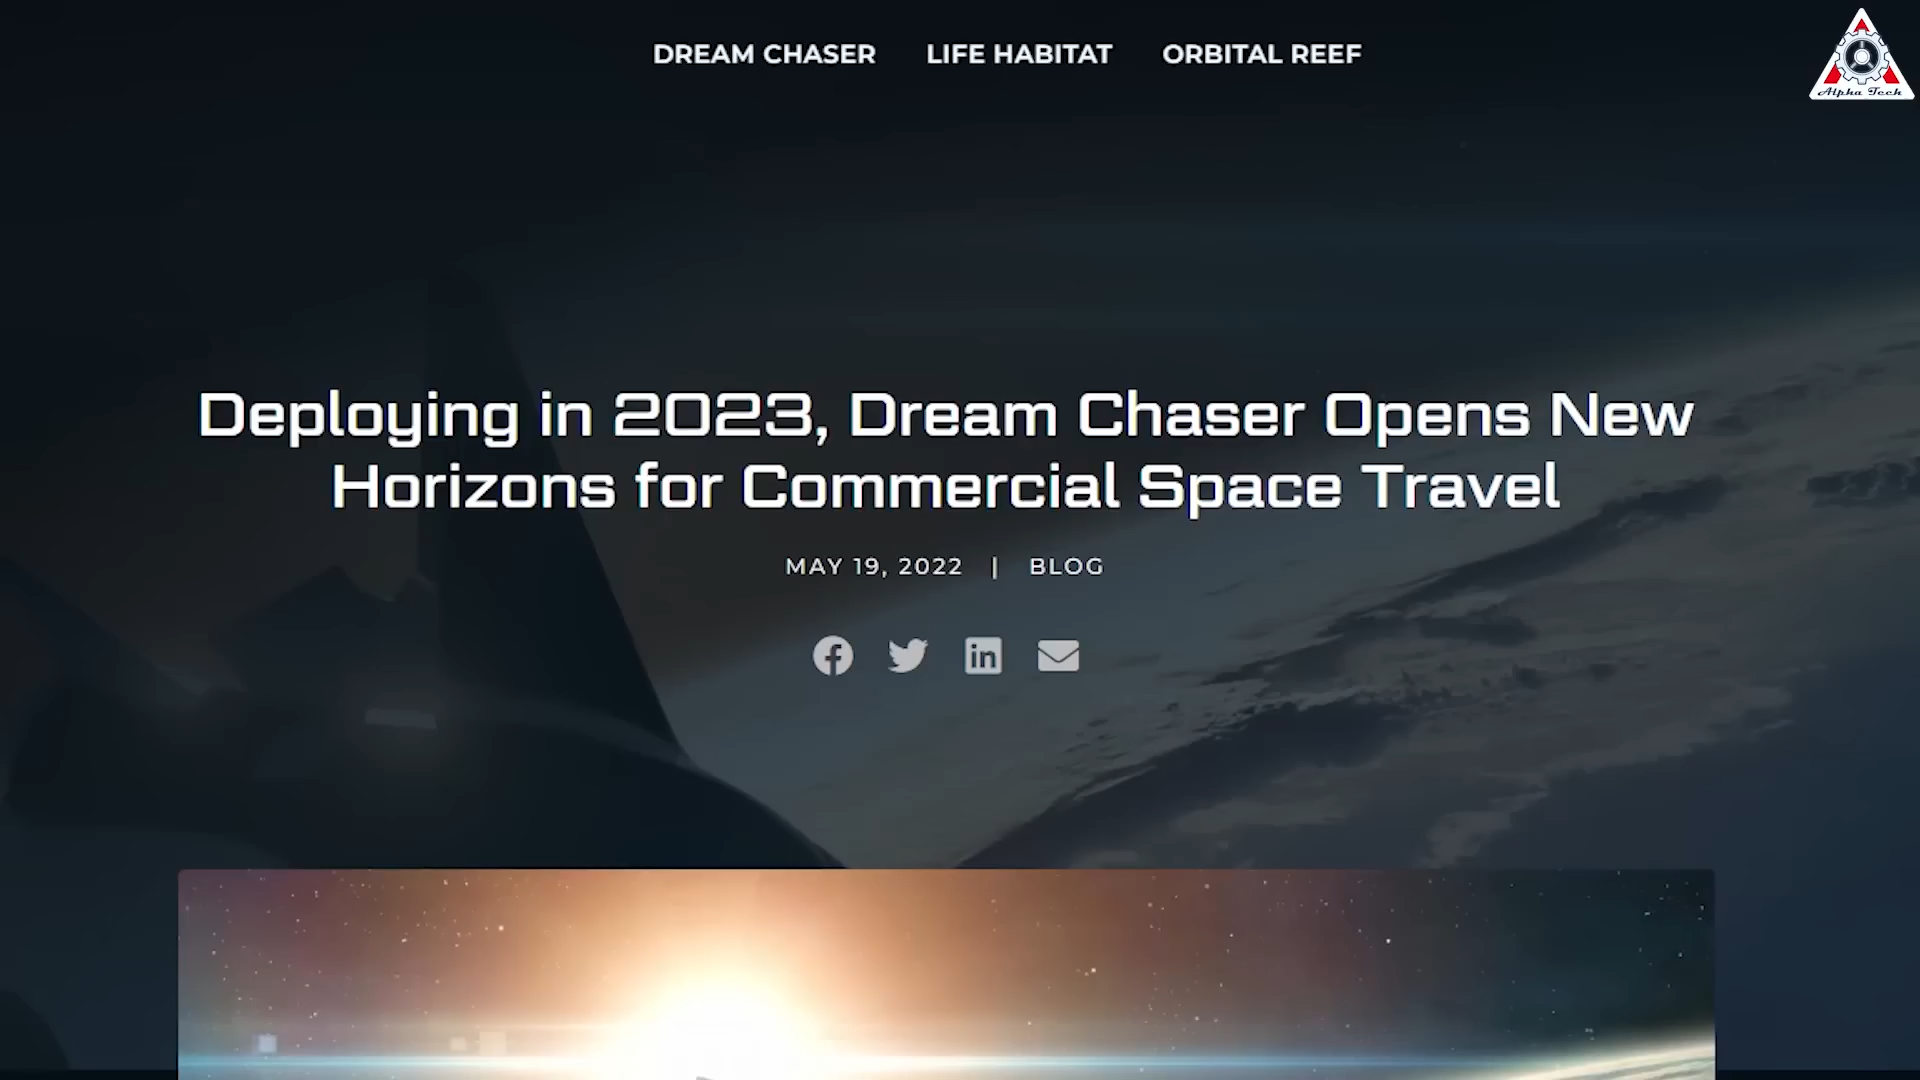 DREAM CHASER LIFE HABITAT ORBITAL REEF
Alpha Tech
Deploying in 2023, Dream Chaser Opens New
Horizons for Commercial Space Travel
MAY 19, 2022 | BLOG